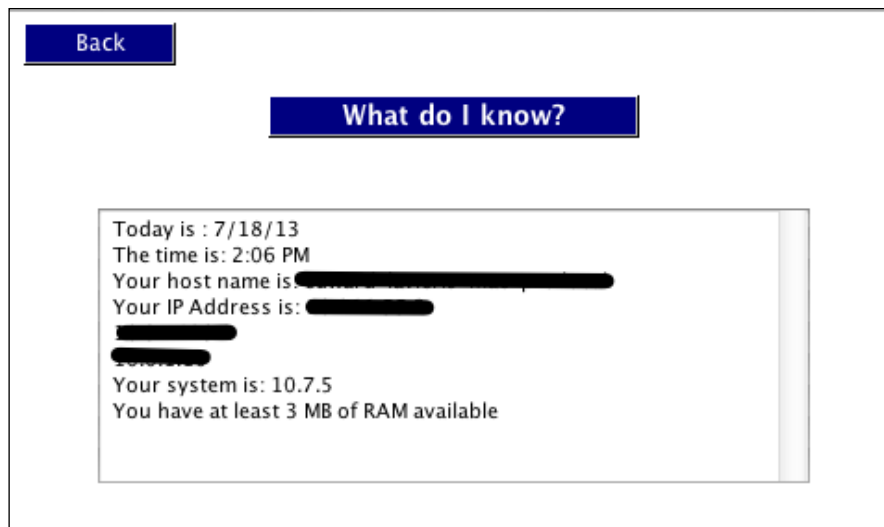 Back
What do I know?
Today is : 7/18/13
The time is: 2:06 PM
Your host name is:
Your IP Address is:
Your system is: 10.7.5
You have at least 3 MB of RAM available